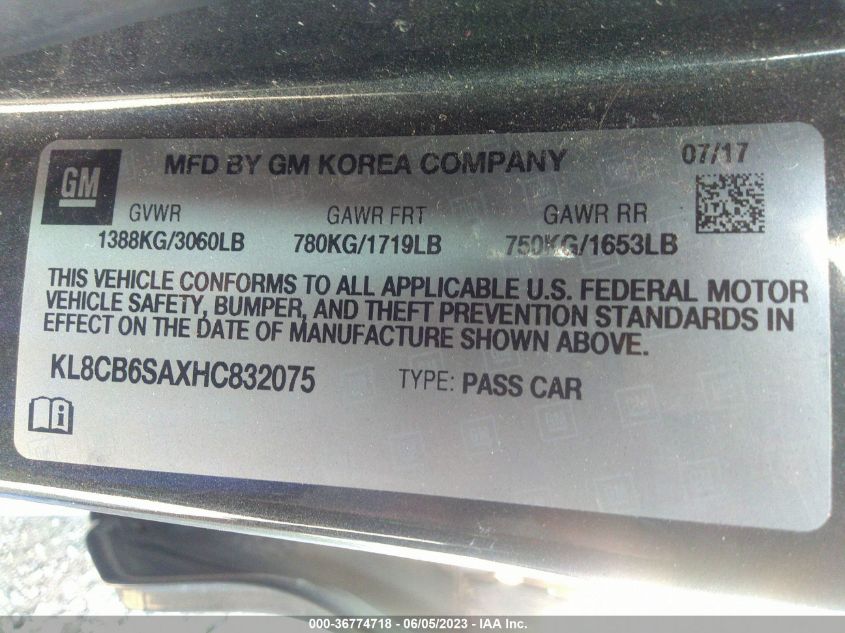 GM
MFD BY GM KOREA COMPANY 07/17
GVWR GAWR FRT GAWR RR
1388KG/3060LB 780KG/1719LB 750KG/1653LB
THIS VEHICLE CONFORMS TO ALL APPLICABLE U.S. FEDERAL MOTOR
VEHICLE SAFETY, BUMPER, AND THEFT PREVENTION STANDARDS IN
EFFECT ON THE DATE OF MANUFACTURE SHOWN ABOVE.
KL8CB6SAXHC832075 TYPE: PASS CAR
000-36774718 - 06/05/2023 - IAA Inc.